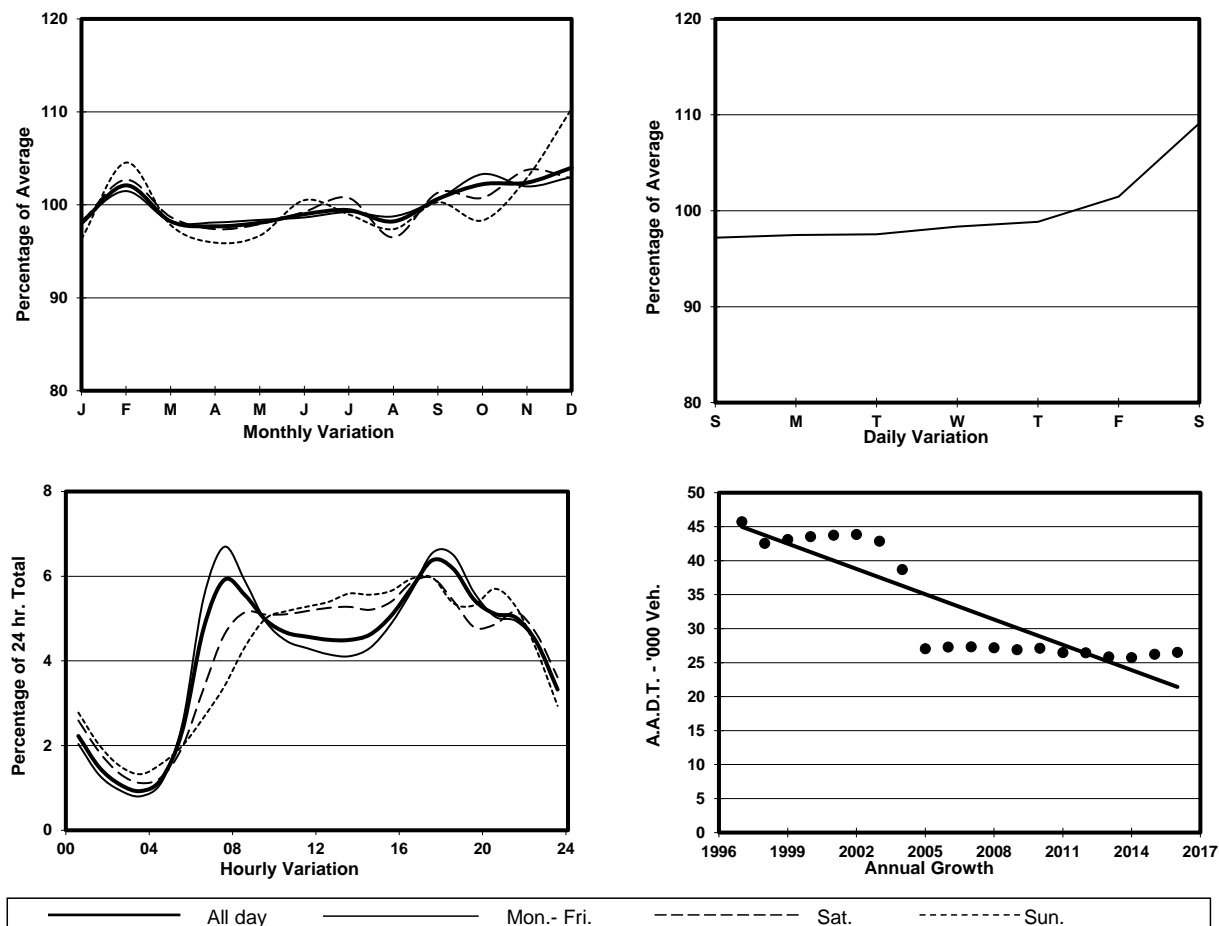 120
110
100
90
80
Percentage of Average
J F M A M J J A S O N D
Monthly Variation
120
110
100
90
80
Percentage of Average
S M T W T F S
Daily Variation
8
6
4
2
0
Percentage of 24 hr. Total
00 04 08 12 16 20 24
Hourly Variation
50
45
40
35
30
25
20
15
10
5
0
A.A.D.T. - '000 Veh.
1996 1999 2002 2005 2008 2011 2014 2017
Annual Growth
All day Mon.- Fri. Sat. Sun.